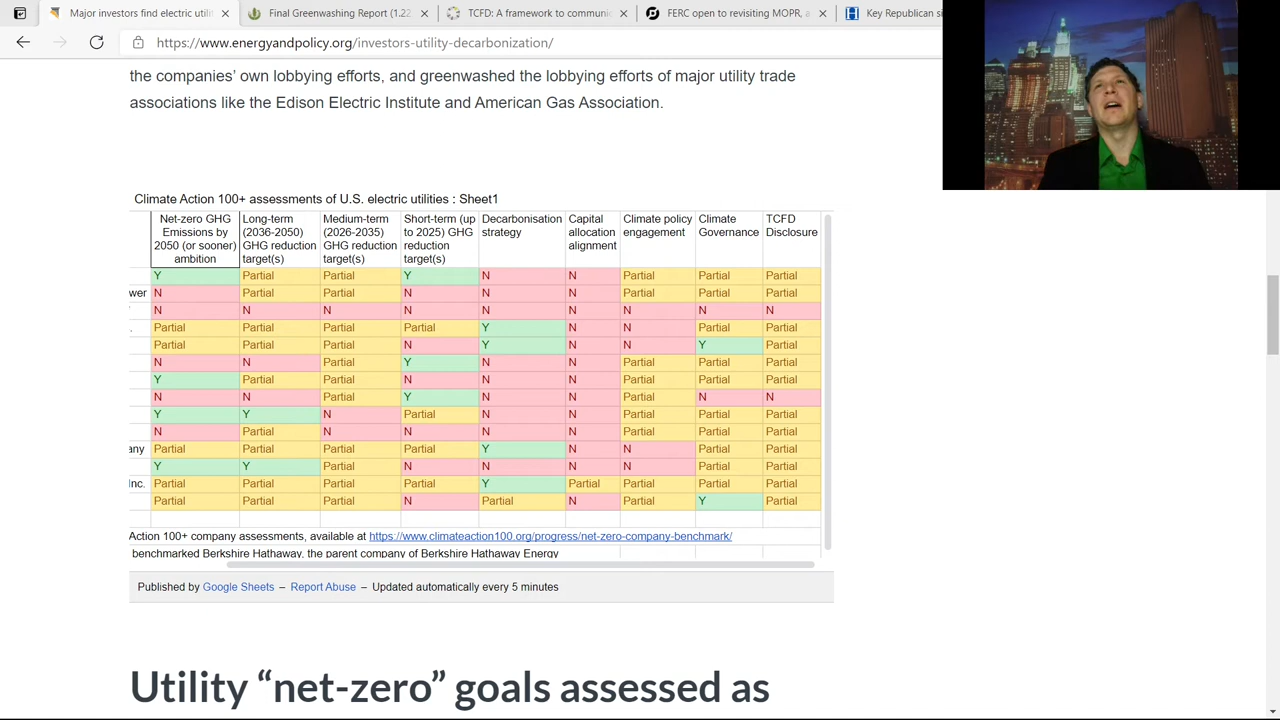 Major investors find electric utili
Final Greenwashing Report (1.22
TCFD: A framework to communi
FERC open to revisiting MOPR, e
Key Republican si
https://www.energyandpolicy.org/investors-utility-decarbonization/
the companies' own lobbying efforts, and greenwashed the lobbying efforts of major utility trade
associations like the Edison Electric Institute and American Gas Association.
Climate Action 100+ assessments of U.S. electric utilities : Sheet1
Net-zero GHG Emissions by 2050 (or sooner) ambition Long-term (2036-2050) GHG reduction target(s) Medium-term (2026-2035) GHG reduction target(s) Short-term (up to 2025) GHG reduction target(s) Decarbonisation strategy Capital allocation alignment Climate policy engagement Climate Governance TCFD Disclosure
Y Partial Partial Y N N Partial Partial Partial
wer N Partial Partial N N N Partial Partial Partial
N N N N N N N N N
. Partial Partial Partial Partial Y N N Partial Partial
Partial Partial Partial N Y N N Y Partial
N N Partial Y N N Partial Partial Partial
Y Partial Partial N N N Partial Partial Partial
N N Partial Y N N Partial N N
Y Y N Partial N N Partial Partial Partial
N Partial N N N N Partial Partial Partial
any Partial Partial Partial Partial Y N N Partial Partial
Y Y Partial N N N N Partial Partial
Inc. Partial Partial Partial Partial Y Partial Partial Partial Partial
Partial Partial Partial N Partial N Partial Y Partial
Action 100+ company assessments, available at https://www.climateaction100.org/progress/net-zero-company-benchmark/
benchmarked Berkshire Hathaway, the parent company of Berkshire Hathaway Energy
Published by Google Sheets – Report Abuse – Updated automatically every 5 minutes
Utility “net-zero” goals assessed as